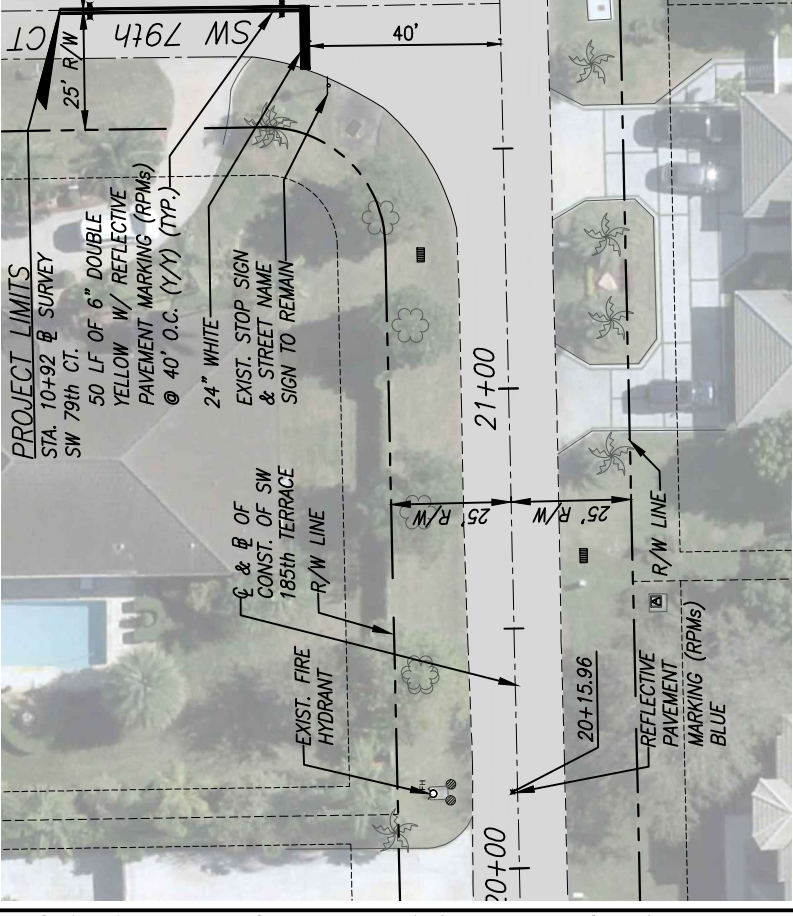 SW 79th CT
25' R/W
40'
PROJECT LIMITS
STA. 10+92 ⅊ SURVEY
SW 79th CT.
50 LF OF 6" DOUBLE
YELLOW W/ REFLECTIVE
PAVEMENT MARKING (RPMs)
@ 40' O.C. (Y/Y) (TYP.)
24" WHITE
EXIST. STOP SIGN
& STREET NAME
SIGN TO REMAIN
21+00
℄ & ⅊ OF
CONST. OF SW
185th TERRACE
R/W LINE
25' R/W
25' R/W
R/W LINE
EXIST. FIRE
HYDRANT
FH
20+15.96
REFLECTIVE
PAVEMENT
MARKING (RPMs)
BLUE
20+00